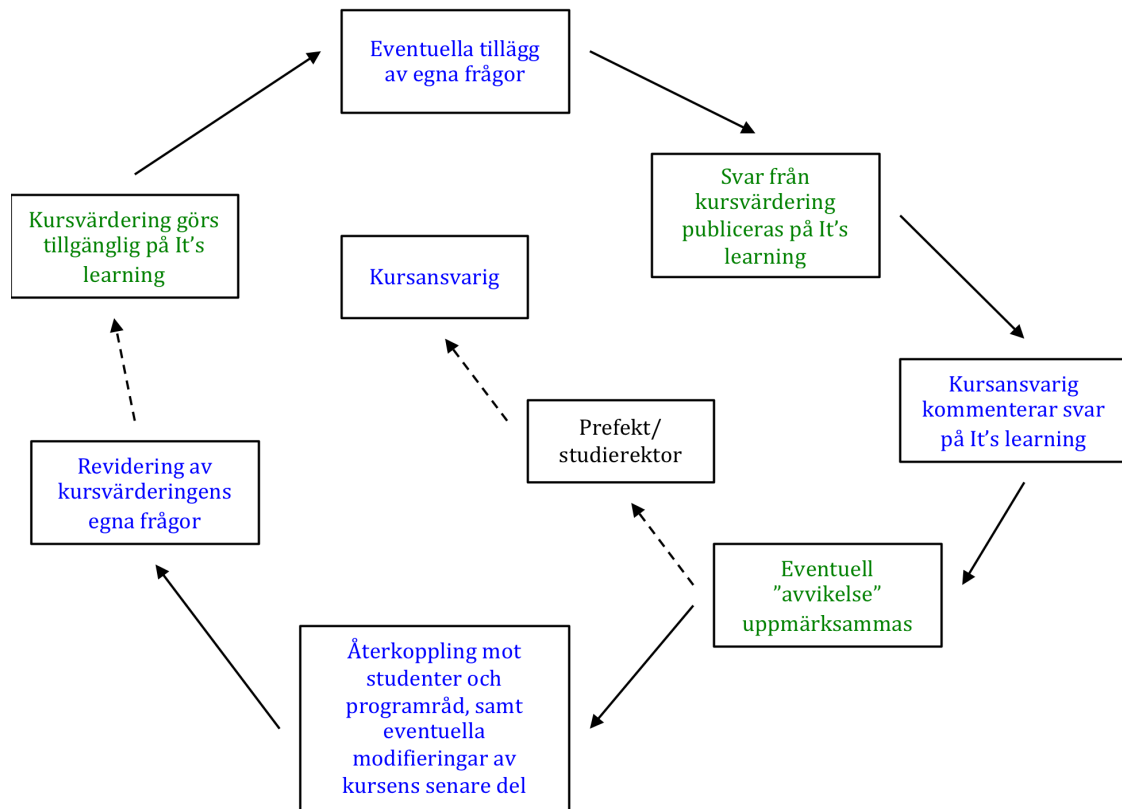 Eventuella tillägg
av egna frågor
Svar från
kursvärdering
publiceras på It’s
learning
Kursvärdering görs
tillgänglig på It’s
learning
Kursansvarig
Kursansvarig
kommenterar svar
på It’s learning
Prefekt/
studierektor
Revidering av
kursvärderingens
egna frågor
Eventuell
”avvikelse”
uppmärksammas
Återkoppling mot
studenter och
programråd, samt
eventuella
modifieringar av
kursens senare del